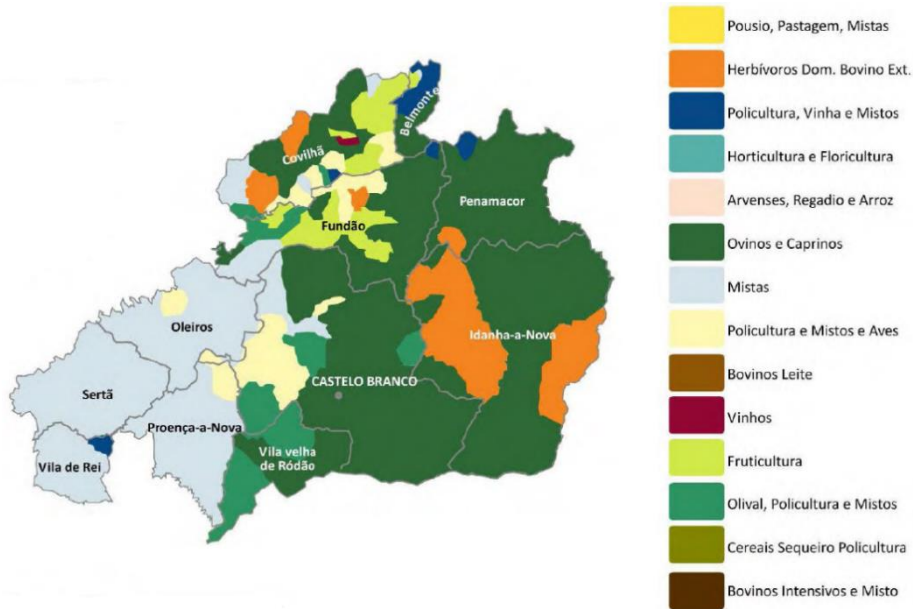 Pousio, Pastagem, Mistas
Herbívoros Dom. Bovino Ext.
Policultura, Vinha e Mistos
Horticultura e Floricultura
Arvenses, Regadio e Arroz
Ovinos e Caprinos
Mistas
Policultura e Mistos e Aves
Bovinos Leite
Vinhos
Fruticultura
Olival, Policultura e Mistos
Cereais Sequeiro Policultura
Bovinos Intensivos e Misto
Belmonte
Covilhã
Penamacor
Fundão
Oleiros
Idanha-a-Nova
CASTELO BRANCO
Sertã
Proença-a-Nova
Vila velha
de Ródão
Vila de Rei